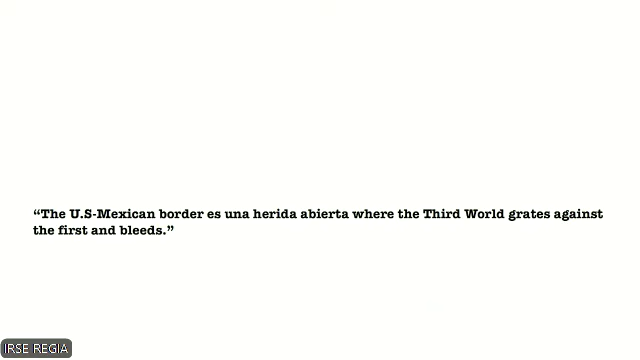 “The U.S-Mexican border es una herida abierta where the Third World grates against
the first and bleeds.”
IRSE REGIA